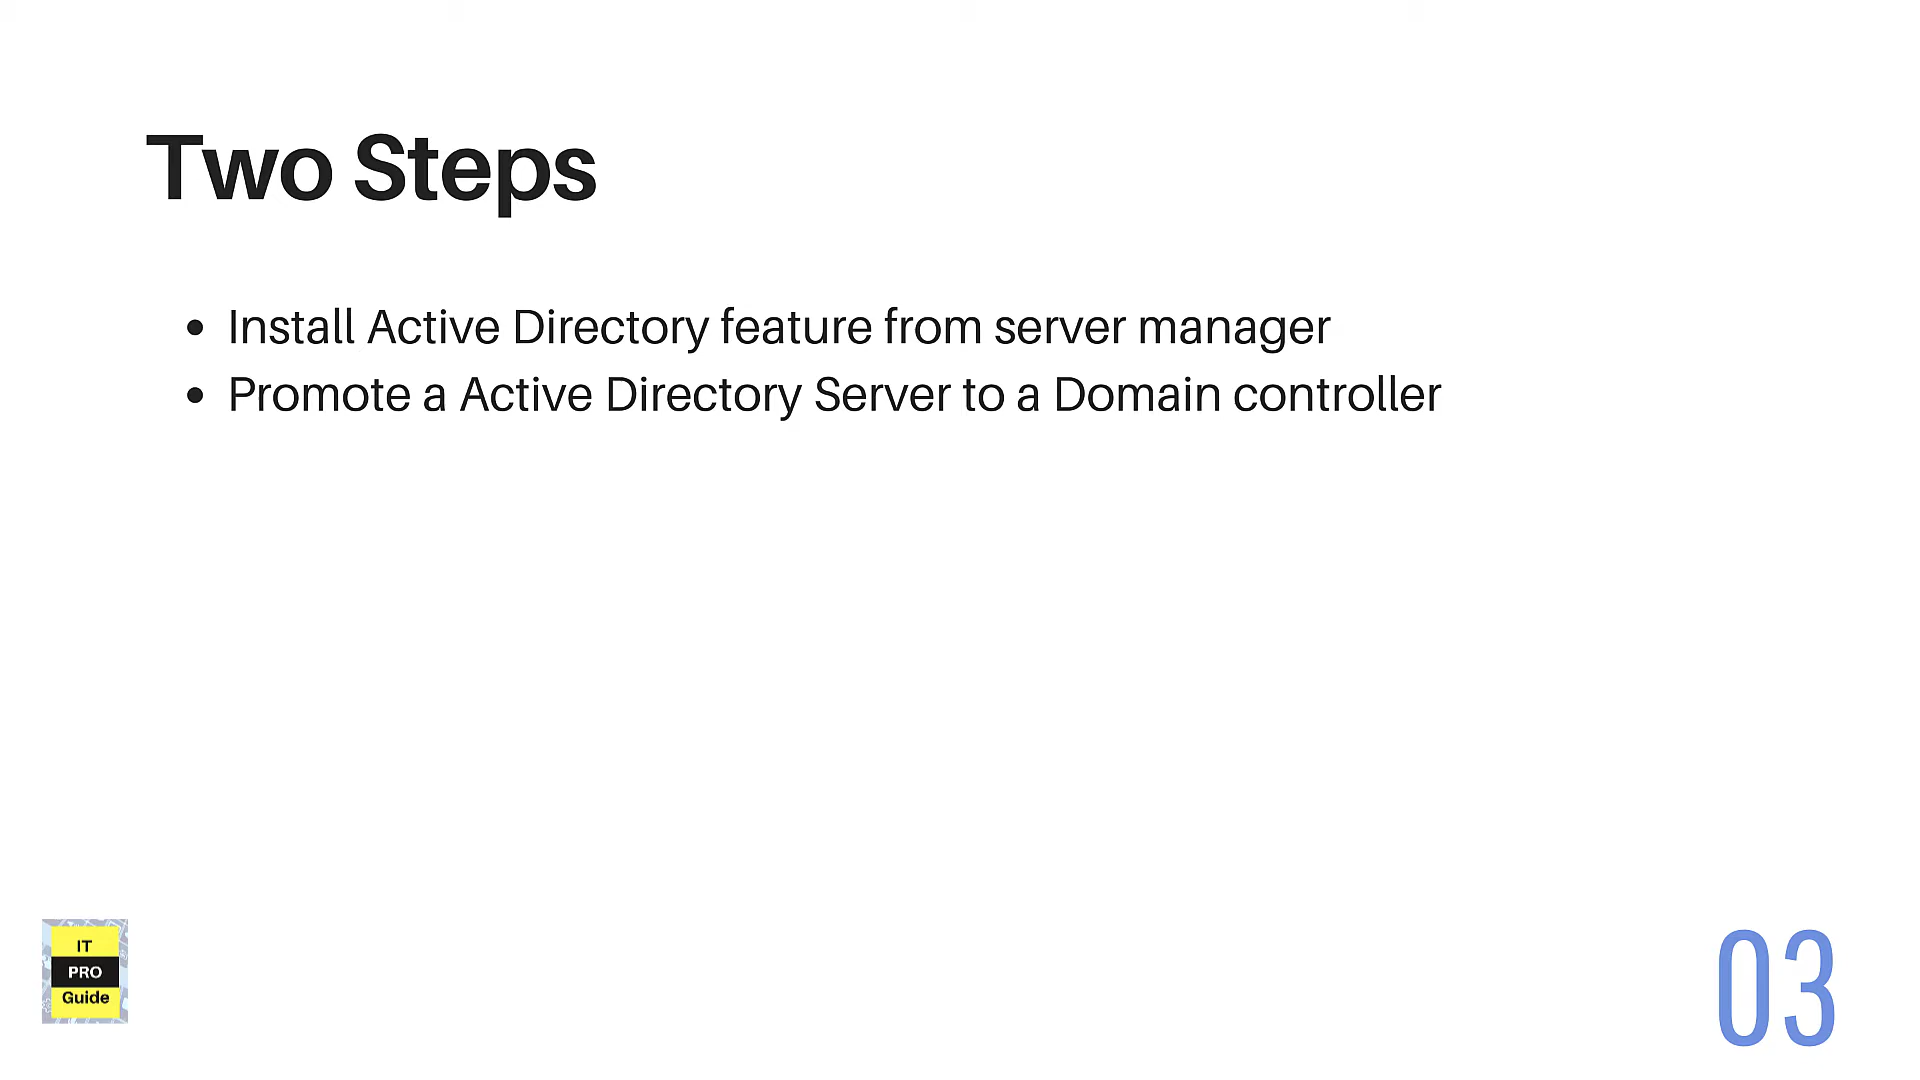 Two Steps
• Install Active Directory feature from server manager
• Promote a Active Directory Server to a Domain controller
IT
PRO
Guide
03